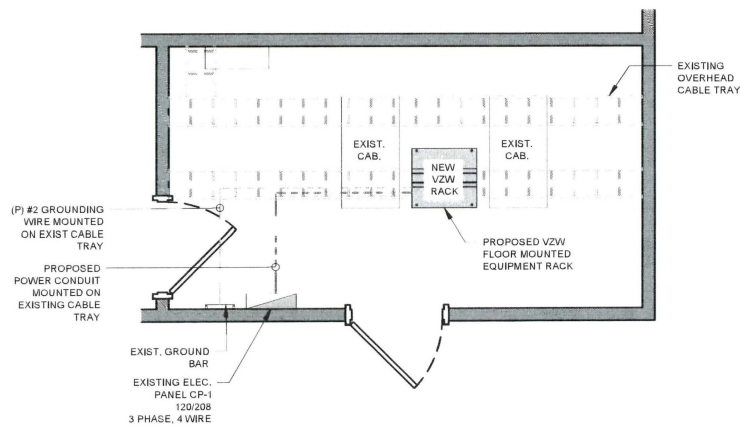 EXISTING
OVERHEAD
CABLE TRAY
EXIST.
CAB.
NEW
VZW
RACK
EXIST.
CAB.
(P) #2 GROUNDING
WIRE MOUNTED
ON EXIST CABLE
TRAY
PROPOSED VZW
FLOOR MOUNTED
EQUIPMENT RACK
PROPOSED
POWER CONDUIT
MOUNTED ON
EXISTING CABLE
TRAY
EXIST. GROUND
BAR
EXISTING ELEC.
PANEL CP-1
120/208
3 PHASE, 4 WIRE